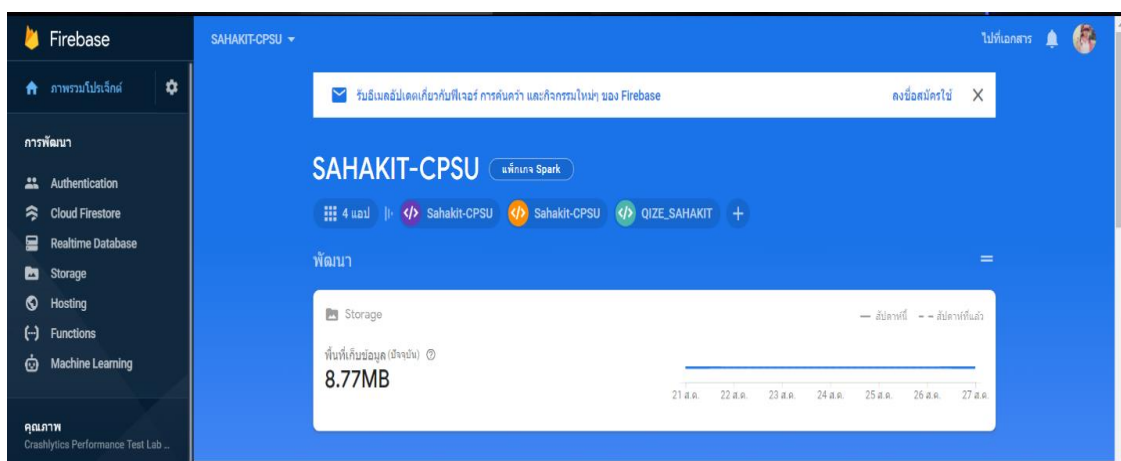 Firebase
SAHAKIT-CPSU
ไปที่เอกสาร
ภาพรวมโปรเจ็กต์
รับอีเมลอัปเดตเกี่ยวกับฟีเจอร์ การค้นคว้า และกิจกรรมใหม่ๆ ของ Firebase
ลงชื่อสมัครใช้
การพัฒนา
Authentication
Cloud Firestore
Realtime Database
Storage
Hosting
Functions
Machine Learning
คุณภาพ
Crashlytics Performance Test Lab ...
SAHAKIT-CPSU แพ็กเกจ Spark
4 แอป Sahakit-CPSU Sahakit-CPSU QIZE_SAHAKIT +
พัฒนา
Storage
สัปดาห์นี้ สัปดาห์ที่แล้ว
พื้นที่เก็บข้อมูล (ปัจจุบัน)
8.77MB
21 ส.ค. 22 ส.ค. 23 ส.ค. 24 ส.ค. 25 ส.ค. 26 ส.ค. 27 ส.ค.